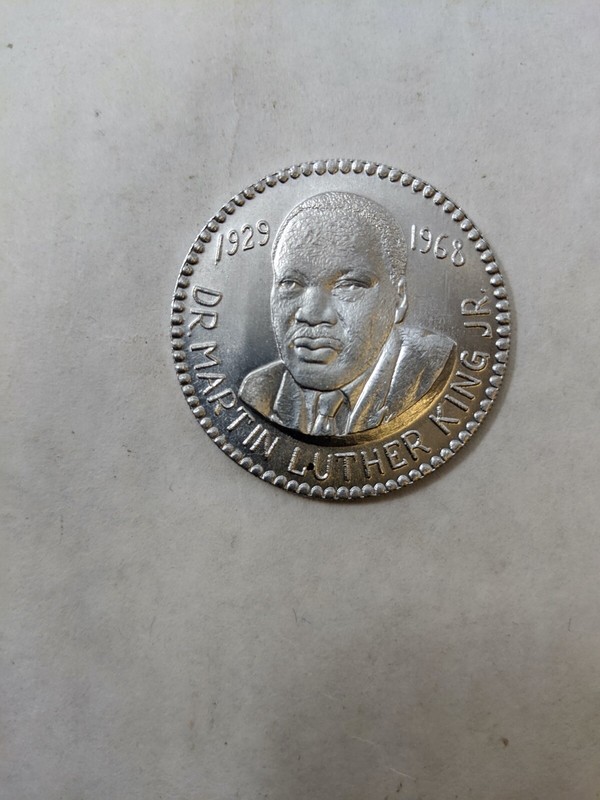 1929 1968
DR. MARTIN LUTHER KING JR.